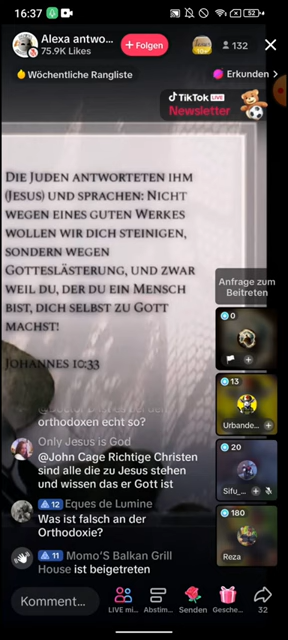 16:37
52
Alexa antwo...
75.9K Likes
+ Folgen
132
Wöchentliche Rangliste
Erkunden >
TikTok LIVE
Newsletter
DIE JUDEN ANTWORTETEN IHM
(JESUS) UND SPRACHEN: NICHT
WEGEN EINES GUTEN WERKES
WOLLEN WIR DICH STEINIGEN,
SONDERN WEGEN
GOTTESLÄSTERUNG, UND ZWAR
WEIL DU, DER DU EIN MENSCH
BIST, DICH SELBST ZU GOTT
MACHST!
JOHANNES 10:33
Anfrage zum
Beitreten
0
13
Urbande...
20
Sifu_...
180
Reza
orthodoxen echt so?
Only Jesus is God
@John Cage Richtige Christen
sind alle die zu Jesus stehen
und wissen das er Gott ist
12 Eques de Lumine
Was ist falsch an der
Orthodoxie?
11 Momo'S Balkan Grill
House ist beigetreten
Komment...
LIVE mi...
Abstim...
Senden
Gesche...
32